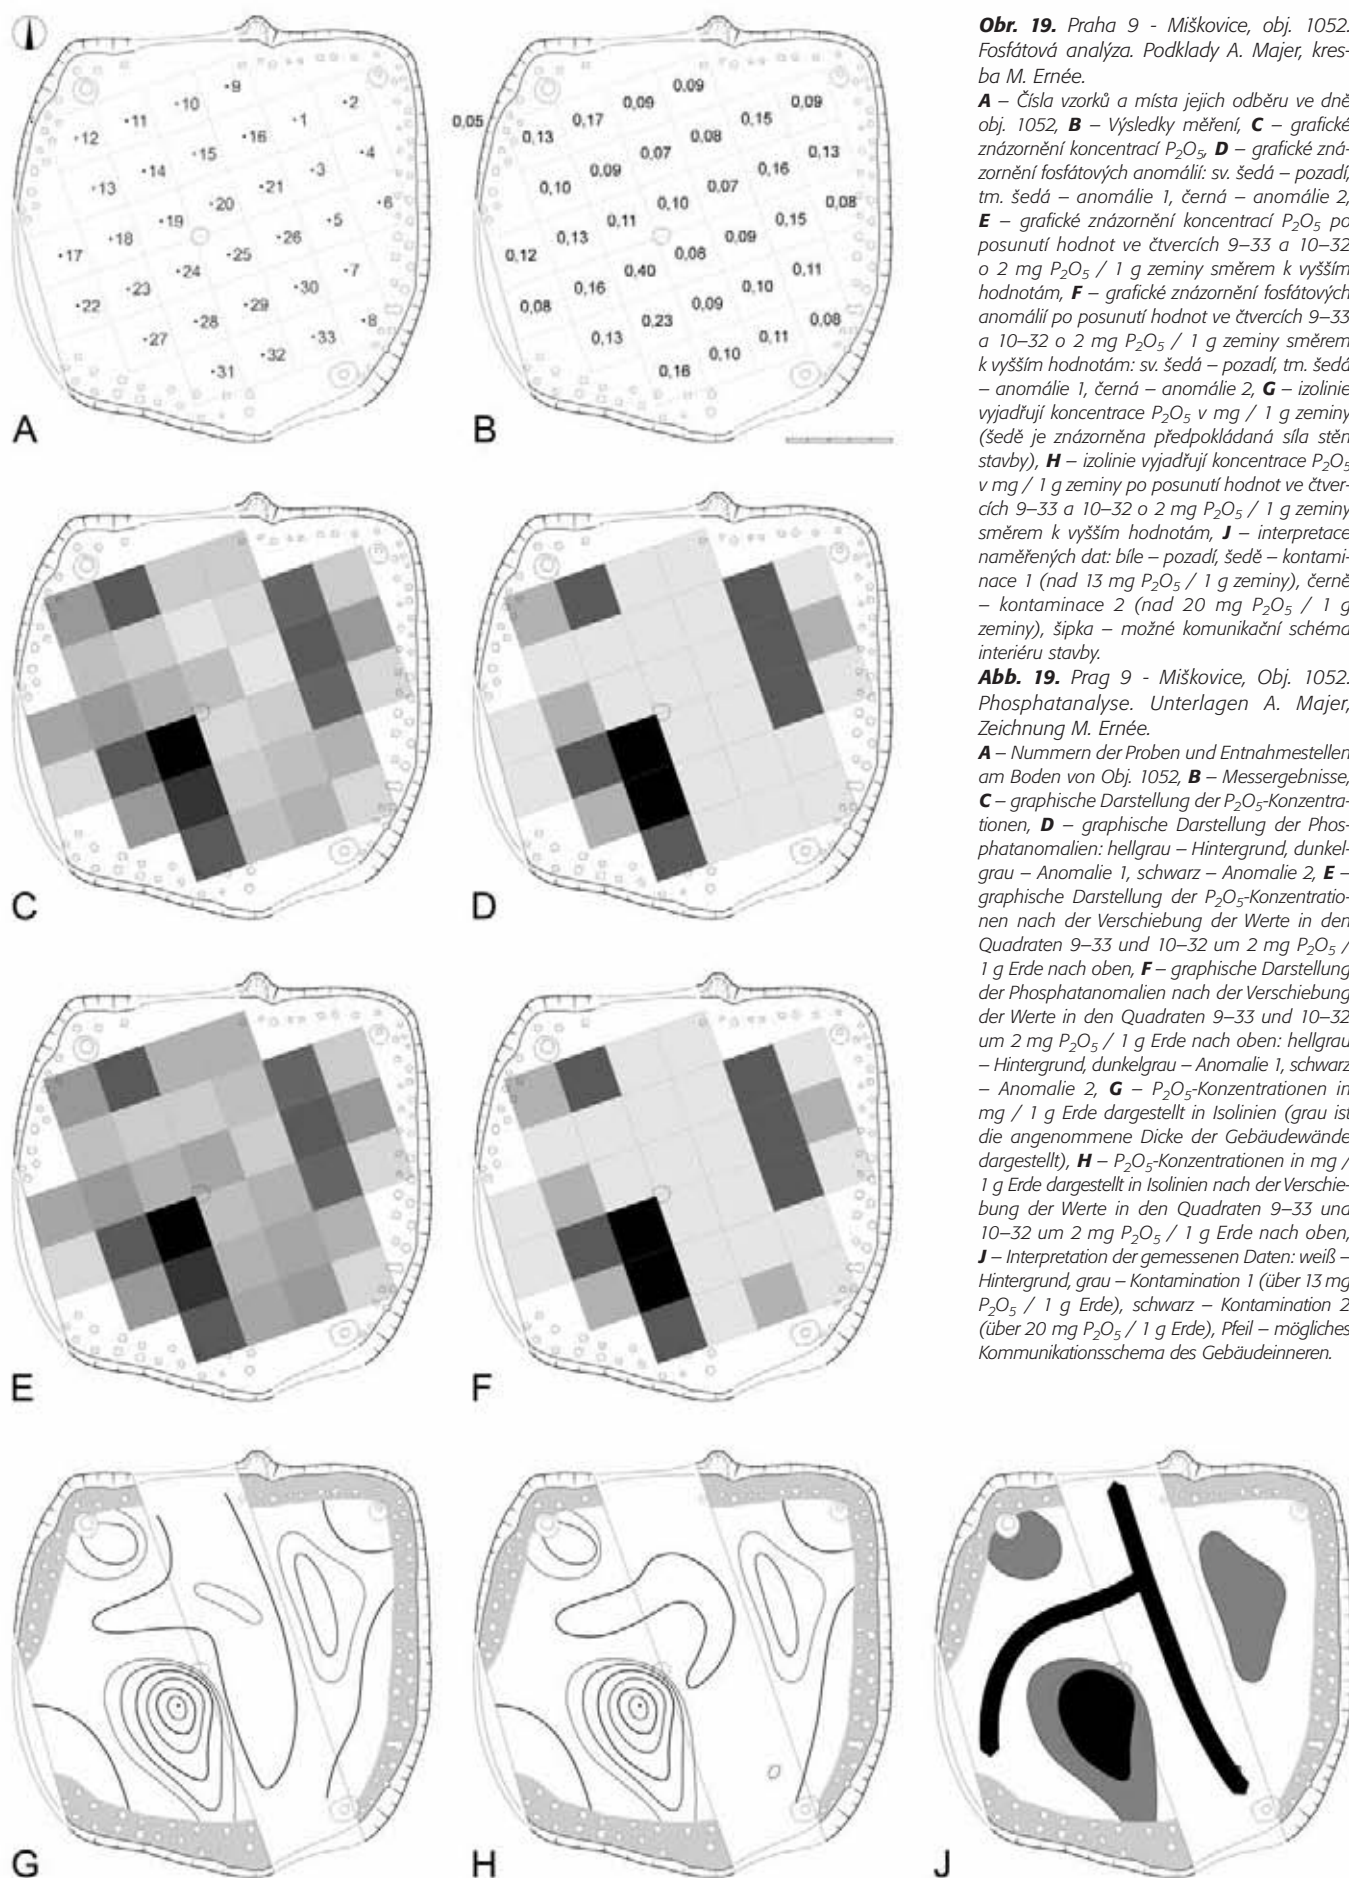 •9
•2
•10
•1
•11
•16
•12
•4
•15
•3
•14
•21
•13
•6
•20
•5
•19
•26
•18
•25
•17
•7
•24
•30
•23
•29
•22
•8
•28
•33
•27
•32
•31
A
0,05
0,09
0,09
0,09
0,17
0,15
0,13
0,08
0,13
0,07
0,16
0,09
0,07
0,10
0,08
0,10
0,15
0,11
0,09
0,13
0,08
0,12
0,11
0,40
0,10
0,16
0,09
0,08
0,08
0,23
0,11
0,13
0,10
0,16
B
C
D
E
F
G
H
J
Obr. 19. Praha 9 - Miškovice, obj. 1052.
Fosfátová analýza. Podklady A. Majer, kres-
ba M. Ernée.
A – Čísla vzorků a místa jejich odběru ve dně
obj. 1052, B – Výsledky měření, C – grafické
znázornění koncentrací P₂O₅, D – grafické zná-
zornění fosfátových anomálií: sv. šedá – pozadí,
tm. šedá – anomálie 1, černá – anomálie 2,
E – grafické znázornění koncentrací P₂O₅ po
posunutí hodnot ve čtvercích 9–33 a 10–32
o 2 mg P₂O₅ / 1 g zeminy směrem k vyšším
hodnotám, F – grafické znázornění fosfátových
anomálií po posunutí hodnot ve čtvercích 9–33
a 10–32 o 2 mg P₂O₅ / 1 g zeminy směrem
k vyšším hodnotám: sv. šedá – pozadí, tm. šedá
– anomálie 1, černá – anomálie 2, G – izolinie
vyjadřují koncentrace P₂O₅ v mg / 1 g zeminy
(šedě je znázorněna předpokládaná síla stěn
stavby), H – izolinie vyjadřují koncentrace P₂O₅
v mg / 1 g zeminy po posunutí hodnot ve čtver-
cích 9–33 a 10–32 o 2 mg P₂O₅ / 1 g zeminy
směrem k vyšším hodnotám, J – interpretace
naměřených dat: bíle – pozadí, šedě – kontami-
nace 1 (nad 13 mg P₂O₅ / 1 g zeminy), černě
– kontaminace 2 (nad 20 mg P₂O₅ / 1 g
zeminy), šipka – možné komunikační schéma
interiéru stavby.
Abb. 19. Prag 9 - Miškovice, Obj. 1052.
Phosphatanalyse. Unterlagen A. Majer,
Zeichnung M. Ernée.
A – Nummern der Proben und Entnahmestellen
am Boden von Obj. 1052, B – Messergebnisse,
C – graphische Darstellung der P₂O₅-Konzentra-
tionen, D – graphische Darstellung der Phos-
phatanomalien: hellgrau – Hintergrund, dunkel-
grau – Anomalie 1, schwarz – Anomalie 2, E –
graphische Darstellung der P₂O₅-Konzentratio-
nen nach der Verschiebung der Werte in den
Quadraten 9–33 und 10–32 um 2 mg P₂O₅ /
1 g Erde nach oben, F – graphische Darstellung
der Phosphatanomalien nach der Verschiebung
der Werte in den Quadraten 9–33 und 10–32
um 2 mg P₂O₅ / 1 g Erde nach oben: hellgrau
– Hintergrund, dunkelgrau – Anomalie 1, schwarz
– Anomalie 2, G – P₂O₅-Konzentrationen in
mg / 1 g Erde dargestellt in Isolinien (grau ist
die angenommene Dicke der Gebäudewände
dargestellt), H – P₂O₅-Konzentrationen in mg /
1 g Erde dargestellt in Isolinien nach der Verschie-
bung der Werte in den Quadraten 9–33 und
10–32 um 2 mg P₂O₅ / 1 g Erde nach oben,
J – Interpretation der gemessenen Daten: weiß –
Hintergrund, grau – Kontamination 1 (über 13 mg
P₂O₅ / 1 g Erde), schwarz – Kontamination 2
(über 20 mg P₂O₅ / 1 g Erde), Pfeil – mögliches
Kommunikationsschema des Gebäudeinneren.